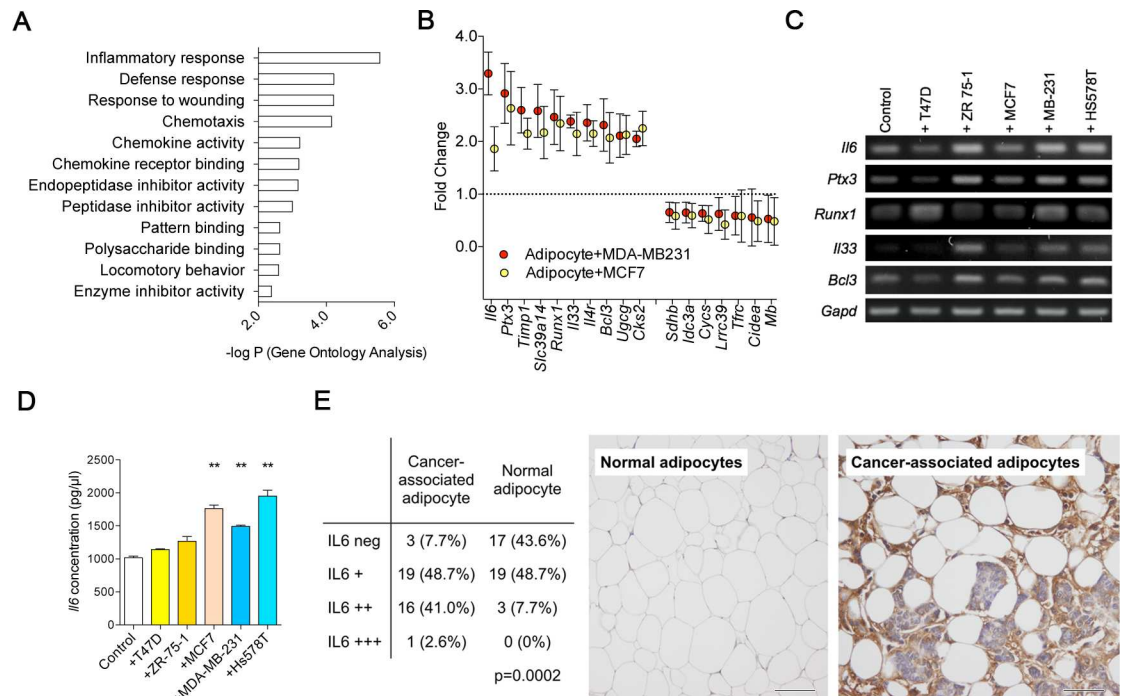 A
Inflammatory response
Defense response
Response to wounding
Chemotaxis
Chemokine activity
Chemokine receptor binding
Endopeptidase inhibitor activity
Peptidase inhibitor activity
Pattern binding
Polysaccharide binding
Locomotory behavior
Enzyme inhibitor activity
2.0 4.0 6.0
-log P (Gene Ontology Analysis)
B
Fold Change
4.0
3.0
2.0
1.0
0.0
Adipocyte+MDA-MB231
Adipocyte+MCF7
Il6 Ptx3 Timp1 Slc39a14 Runx1 Il33 Il4r Bcl3 Ugcg Cks2 Sdhb Idc3a Cycs Lrrc39 Tfrc Cidea Mb
C
Control + T47D + ZR 75-1 + MCF7 + MB-231 + HS578T
Il6
Ptx3
Runx1
Il33
Bcl3
Gapd
D
Il6 concentration (pg/µl)
2500
2000
1500
1000
500
0
** ** **
Control +T47D +ZR-75-1 +MCF7 MDA-MB-231 +Hs578T
E
Cancer-associated adipocyte Normal adipocyte
IL6 neg 3 (7.7%) 17 (43.6%)
IL6 + 19 (48.7%) 19 (48.7%)
IL6 ++ 16 (41.0%) 3 (7.7%)
IL6 +++ 1 (2.6%) 0 (0%)
p=0.0002
Normal adipocytes
Cancer-associated adipocytes